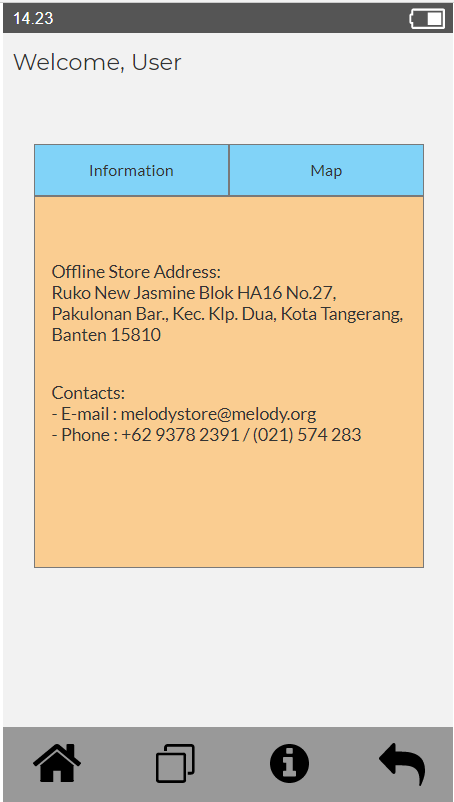 14.23
Welcome, User
Information
Map
Offline Store Address:
Ruko New Jasmine Blok HA16 No.27,
Pakulonan Bar., Kec. Klp. Dua, Kota Tangerang,
Banten 15810
Contacts:
- E-mail : melodystore@melody.org
- Phone : +62 9378 2391 / (021) 574 283